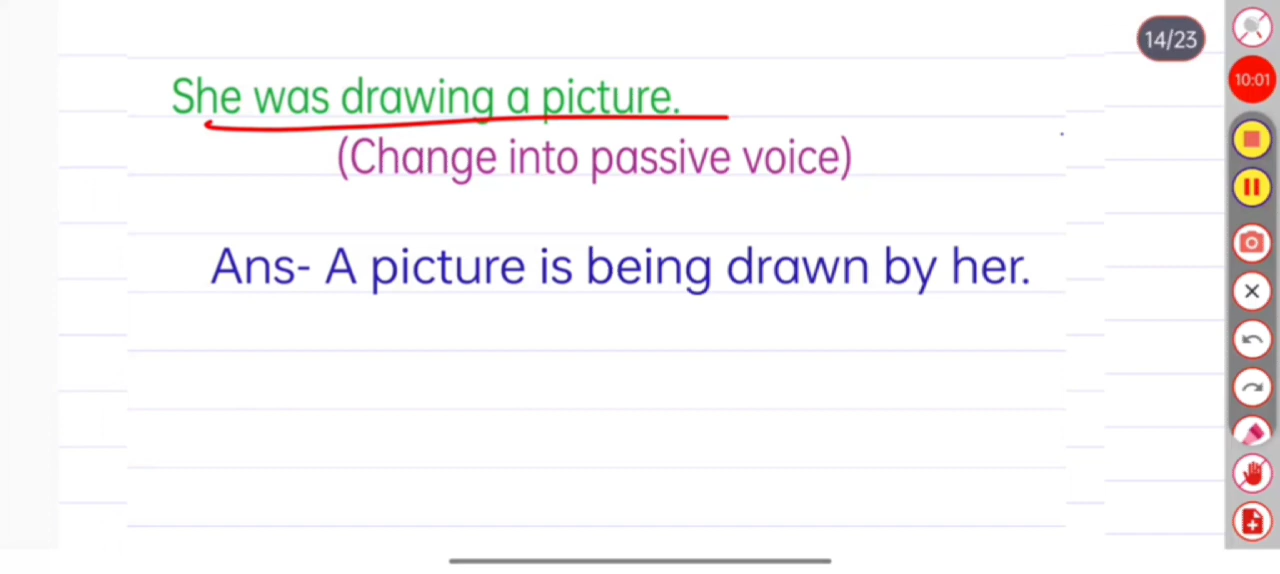 14/23
10:01
She was drawing a picture.
(Change into passive voice)
Ans- A picture is being drawn by her.